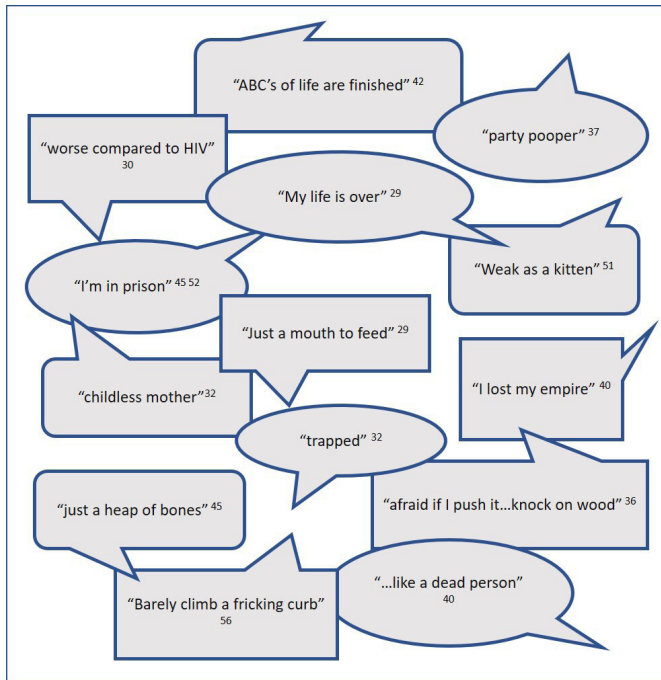 “ABC’s of life are finished” 42
“party pooper” 37
“worse compared to HIV”
30
“My life is over” 29
“Weak as a kitten” 51
“I’m in prison” 45 52
“Just a mouth to feed” 29
“childless mother”32
“I lost my empire” 40
“trapped” 32
“just a heap of bones” 45
“afraid if I push it...knock on wood” 36
“Barely climb a fricking curb”
56
“...like a dead person”
40